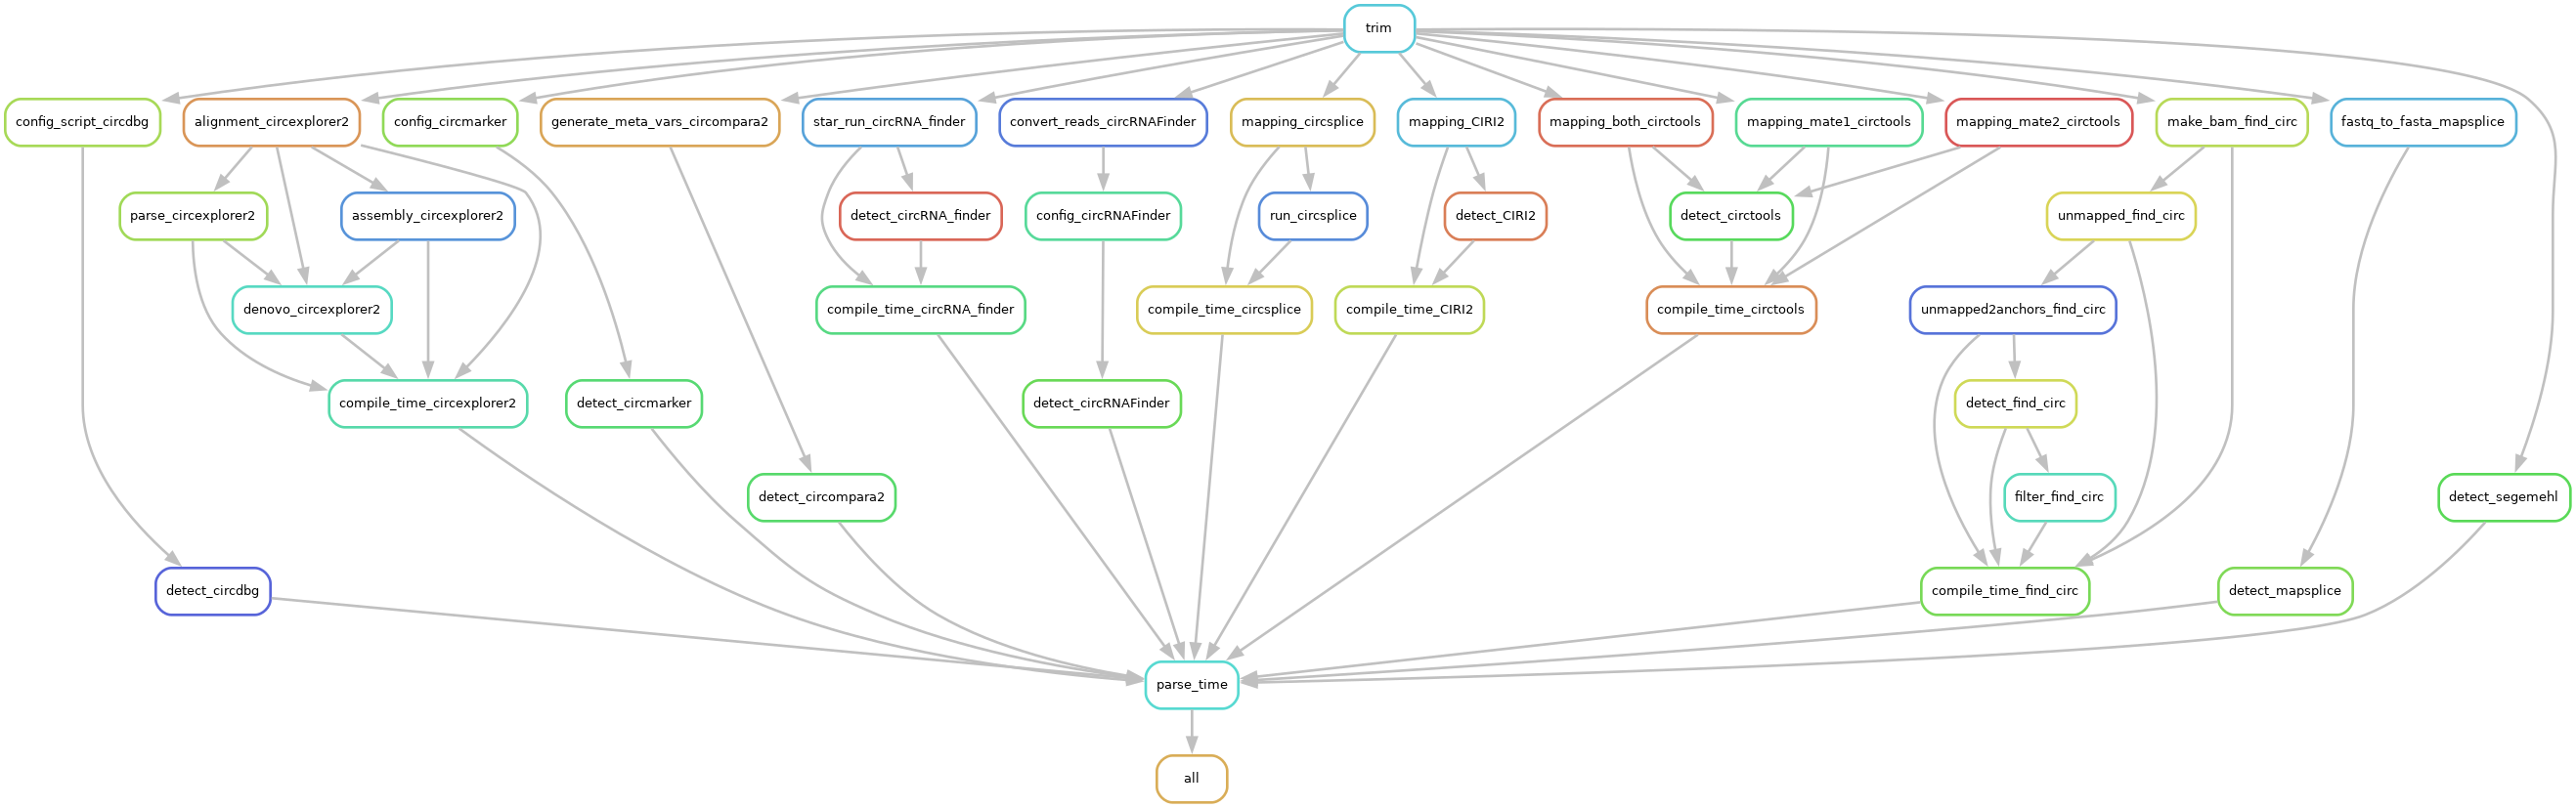 trim
config_script_circdbg
alignment_circexplorer2
config_circmarker
generate_meta_vars_circompara2
star_run_circRNA_finder
convert_reads_circRNAFinder
mapping_circsplice
mapping_CIRI2
mapping_both_circtools
mapping_mate1_circtools
mapping_mate2_circtools
make_bam_find_circ
fastq_to_fasta_mapsplice
parse_circexplorer2
assembly_circexplorer2
detect_circRNA_finder
config_circRNAFinder
run_circsplice
detect_CIRI2
detect_circtools
unmapped_find_circ
denovo_circexplorer2
compile_time_circRNA_finder
compile_time_circsplice
compile_time_CIRI2
compile_time_circtools
unmapped2anchors_find_circ
compile_time_circexplorer2
detect_circmarker
detect_circRNAFinder
detect_find_circ
detect_circompara2
filter_find_circ
detect_segemehl
detect_circdbg
compile_time_find_circ
detect_mapsplice
parse_time
all